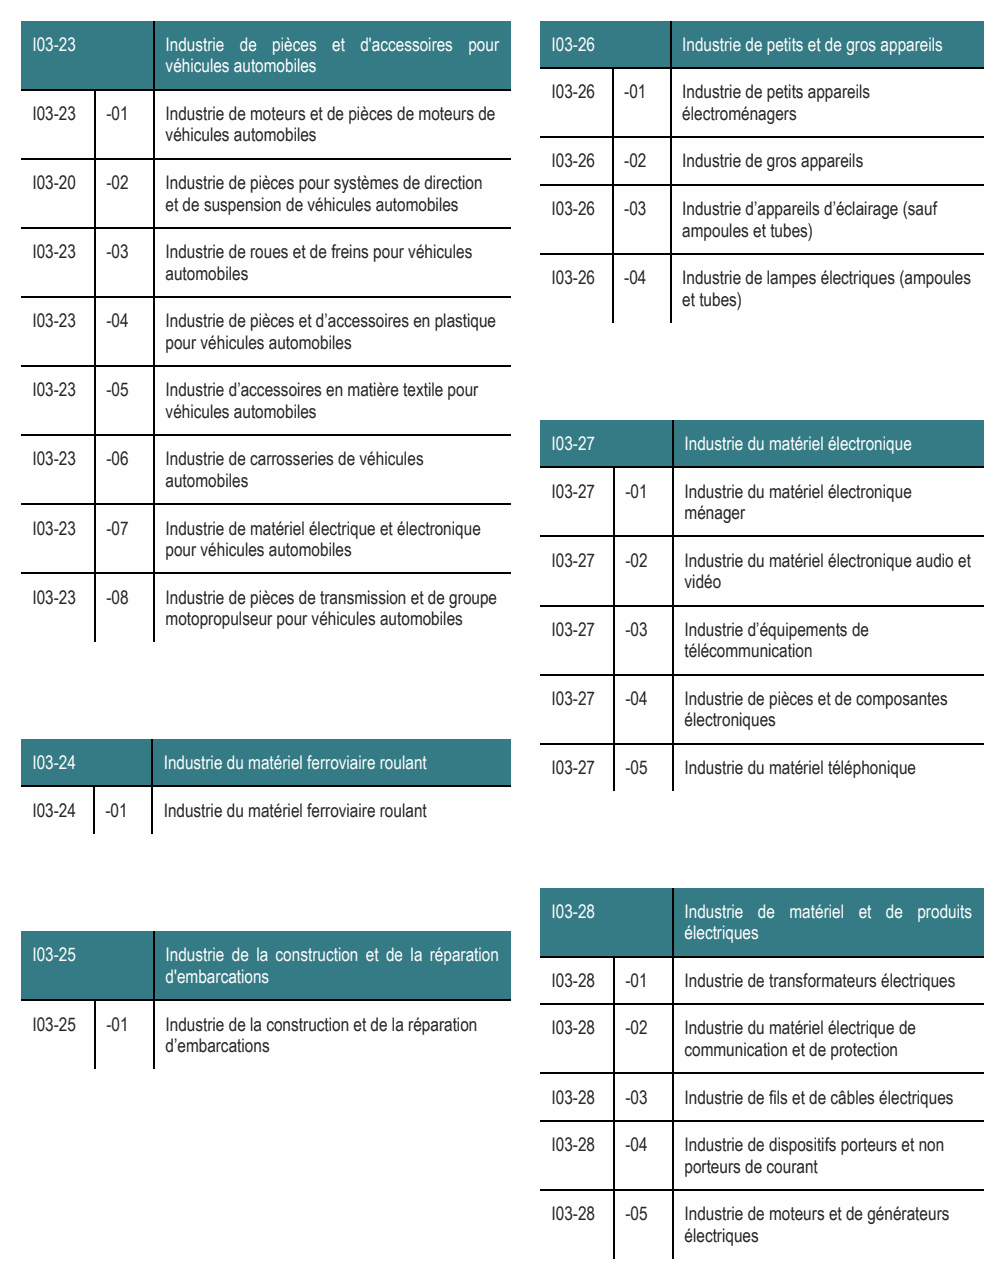 I03-23 Industrie de pièces et d'accessoires pour
véhicules automobiles
I03-23 -01 Industrie de moteurs et de pièces de moteurs de
véhicules automobiles
I03-20 -02 Industrie de pièces pour systèmes de direction
et de suspension de véhicules automobiles
I03-23 -03 Industrie de roues et de freins pour véhicules
automobiles
I03-23 -04 Industrie de pièces et d’accessoires en plastique
pour véhicules automobiles
I03-23 -05 Industrie d’accessoires en matière textile pour
véhicules automobiles
I03-23 -06 Industrie de carrosseries de véhicules
automobiles
I03-23 -07 Industrie de matériel électrique et électronique
pour véhicules automobiles
I03-23 -08 Industrie de pièces de transmission et de groupe
motopropulseur pour véhicules automobiles
I03-24 Industrie du matériel ferroviaire roulant
I03-24 -01 Industrie du matériel ferroviaire roulant
I03-25 Industrie de la construction et de la réparation
d'embarcations
I03-25 -01 Industrie de la construction et de la réparation
d’embarcations
I03-26 Industrie de petits et de gros appareils
I03-26 -01 Industrie de petits appareils
électroménagers
I03-26 -02 Industrie de gros appareils
I03-26 -03 Industrie d’appareils d’éclairage (sauf
ampoules et tubes)
I03-26 -04 Industrie de lampes électriques (ampoules
et tubes)
I03-27 Industrie du matériel électronique
I03-27 -01 Industrie du matériel électronique
ménager
I03-27 -02 Industrie du matériel électronique audio et
vidéo
I03-27 -03 Industrie d’équipements de
télécommunication
I03-27 -04 Industrie de pièces et de composantes
électroniques
I03-27 -05 Industrie du matériel téléphonique
I03-28 Industrie de matériel et de produits
électriques
I03-28 -01 Industrie de transformateurs électriques
I03-28 -02 Industrie du matériel électrique de
communication et de protection
I03-28 -03 Industrie de fils et de câbles électriques
I03-28 -04 Industrie de dispositifs porteurs et non
porteurs de courant
I03-28 -05 Industrie de moteurs et de générateurs
électriques